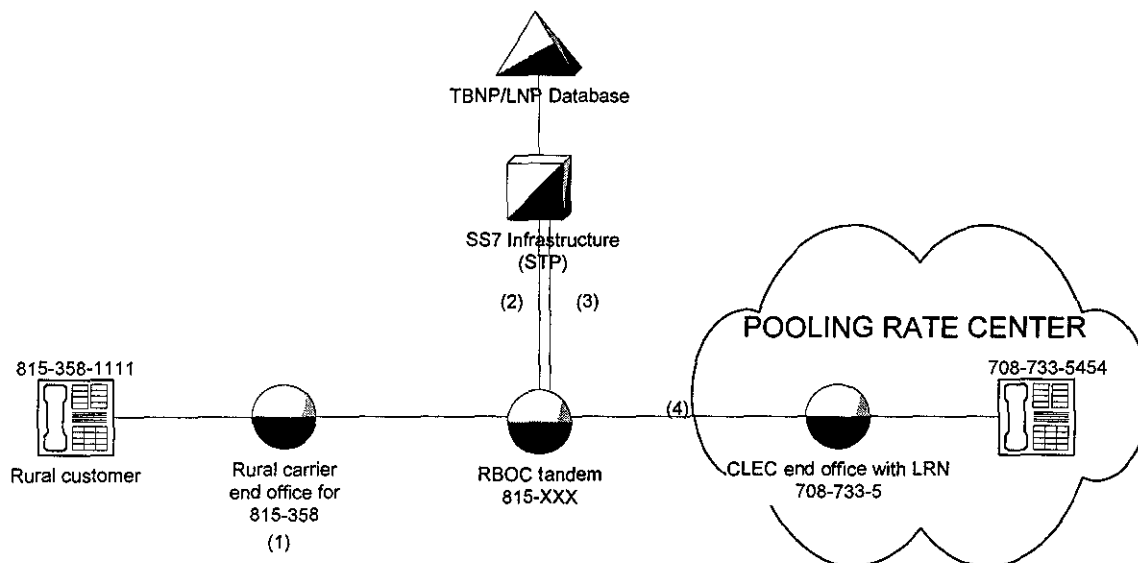 TBNP/LNP Database
SS7 Infrastructure
(STP)
(2)
(3)
POOLING RATE CENTER
815-358-1111
708-733-5454
(4)
Rural customer
Rural carrier
end office for
815-358
(1)
RBOC tandem
815-XXX
CLEC end office with LRN
708-733-5